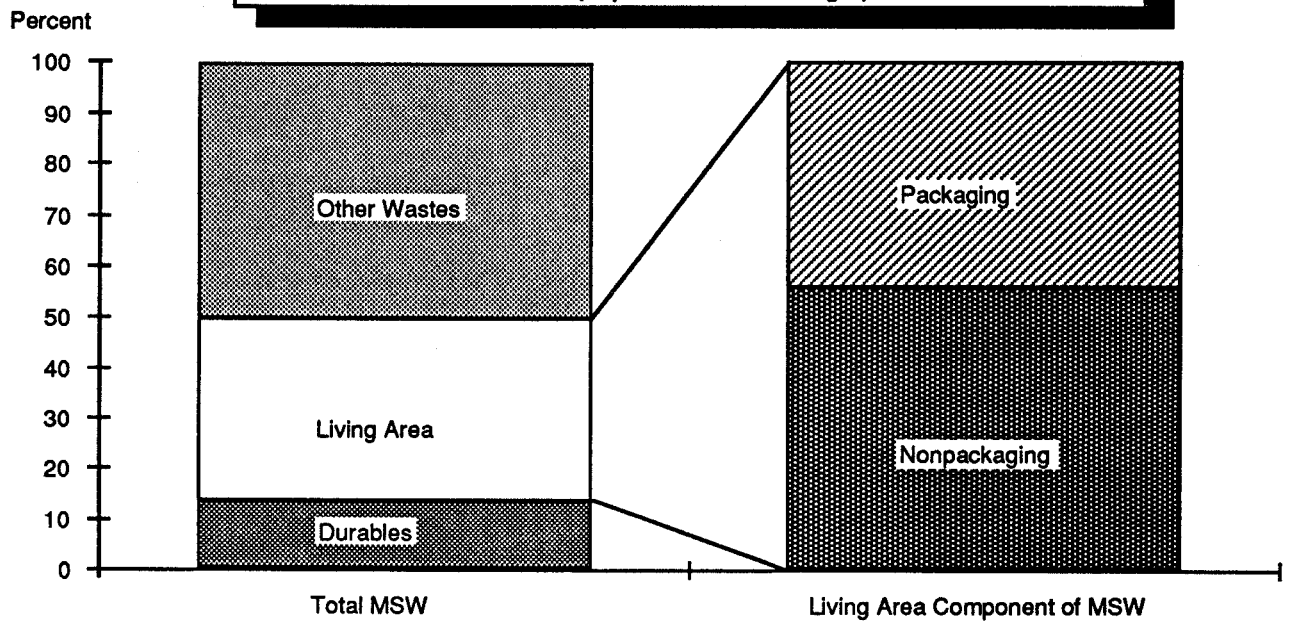 Percent
100
90
80
70
60
50
40
30
20
10
0
Other Wastes
Living Area
Durables
Packaging
Nonpackaging
Total MSW
Living Area Component of MSW